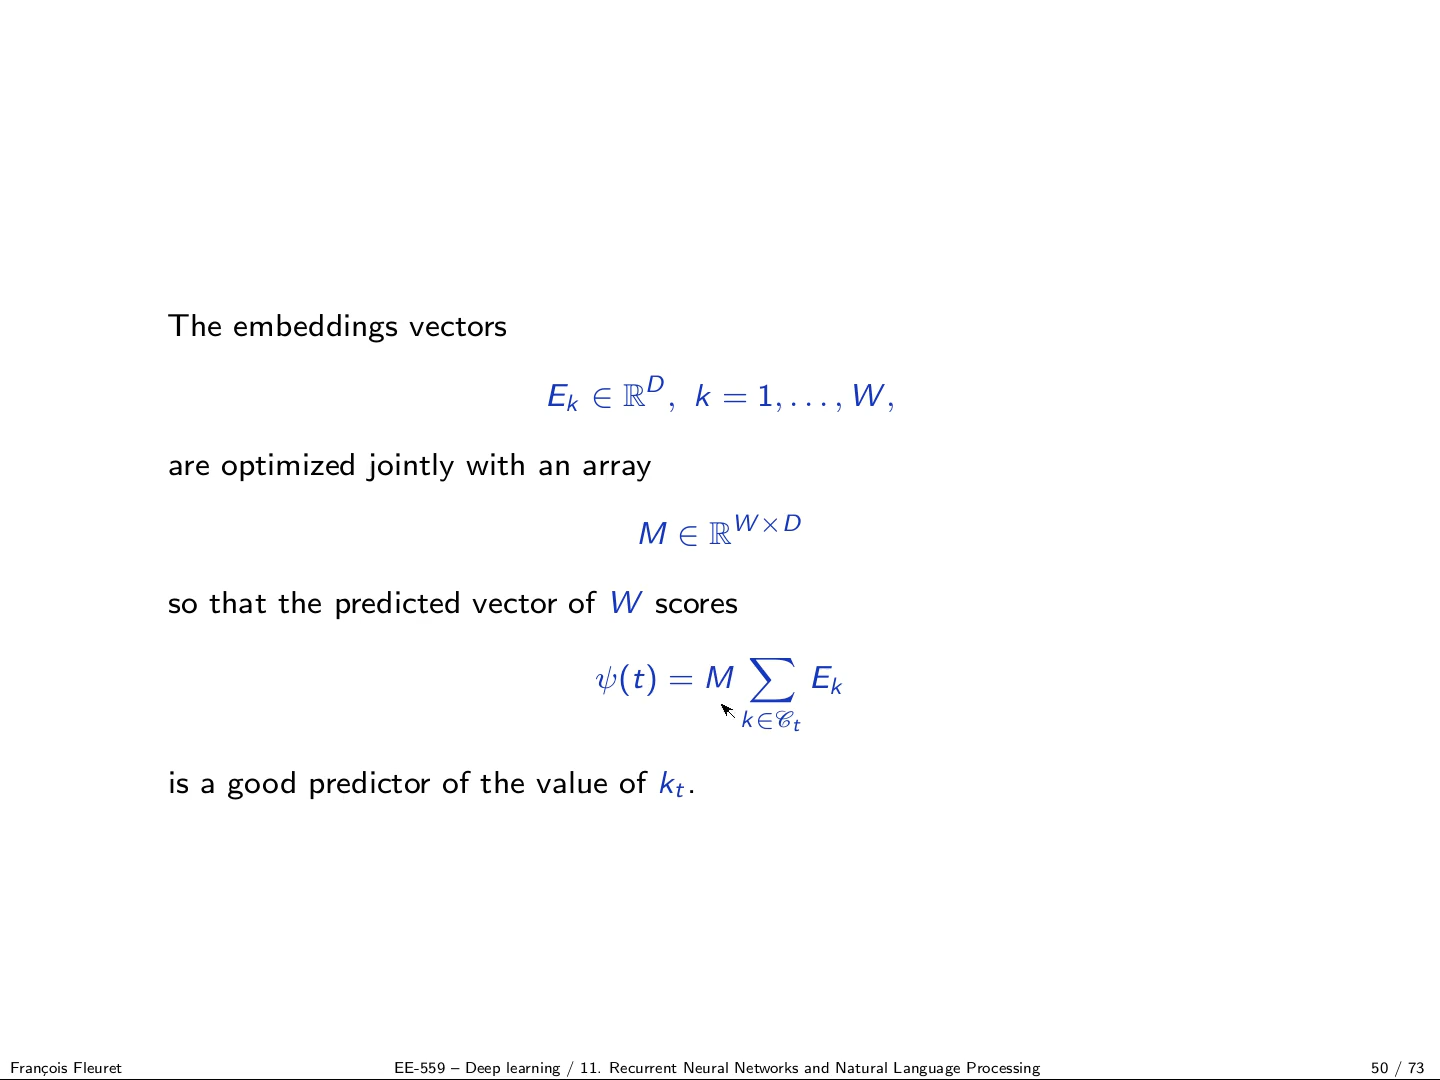 The embeddings vectors
E_k ∈ ℝ^D, k = 1, . . . , W,
are optimized jointly with an array
M ∈ ℝ^{W×D}
so that the predicted vector of W scores
ψ(t) = M ∑_{k∈𝒞_t} E_k
is a good predictor of the value of k_t.
François Fleuret EE-559 – Deep learning / 11. Recurrent Neural Networks and Natural Language Processing 50 / 73